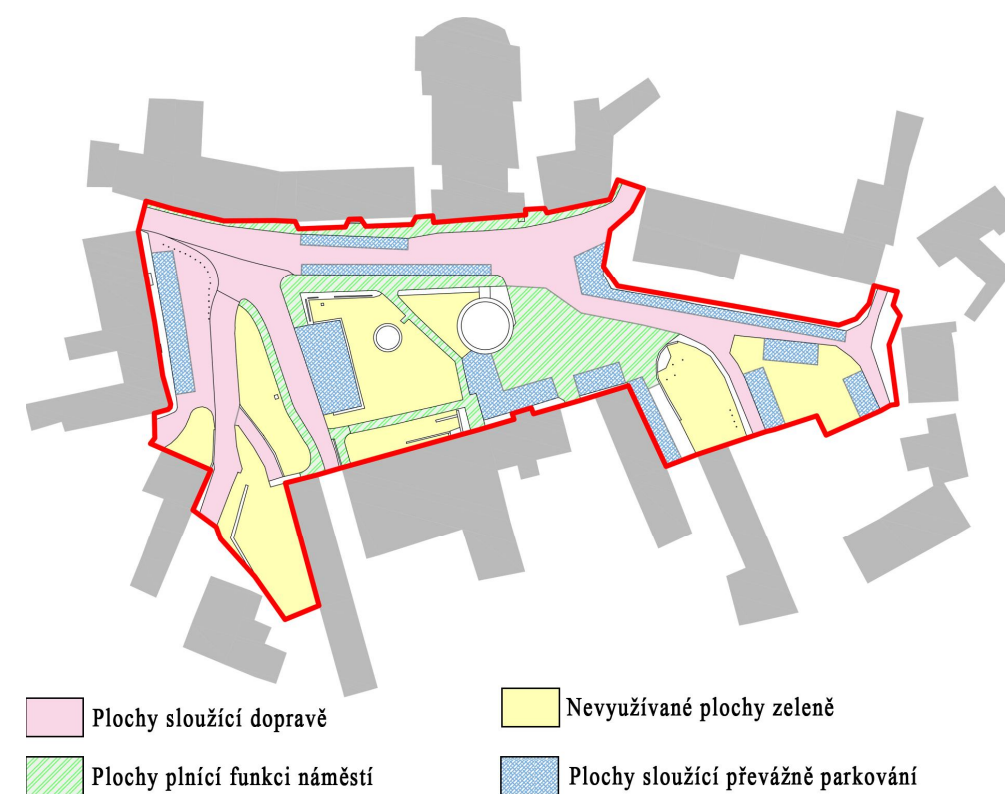 Plochy sloužící dopravě
Nevyužívané plochy zeleně
Plochy plnící funkci náměstí
Plochy sloužící převážně parkování